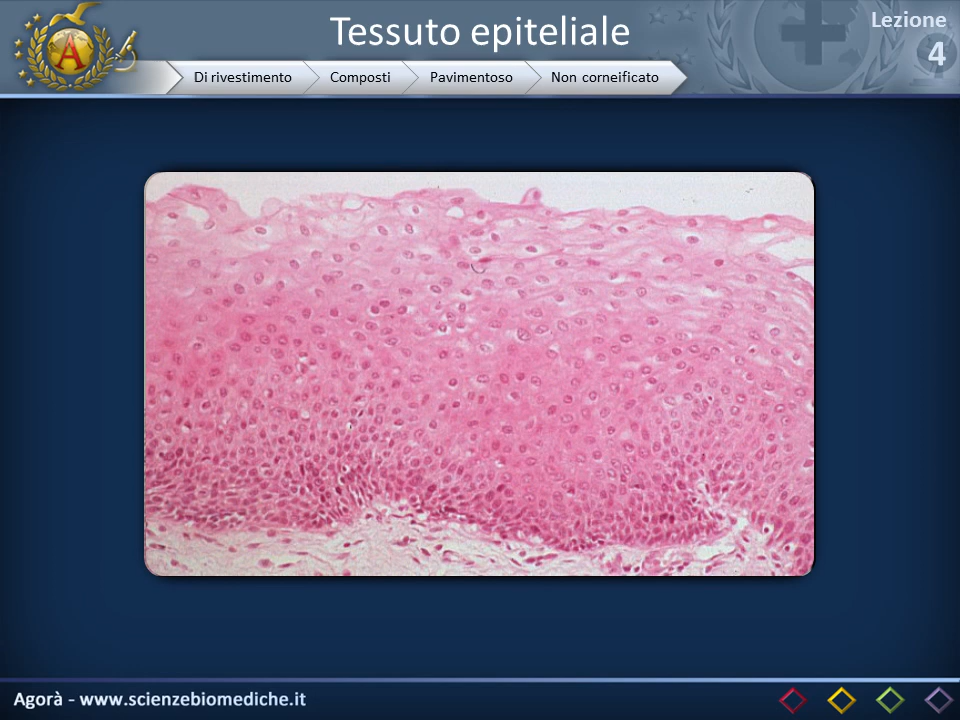 Tessuto epiteliale
Lezione
4
Di rivestimento
Composti
Pavimentoso
Non corneificato
A
Agorà - www.scienzebiomediche.it